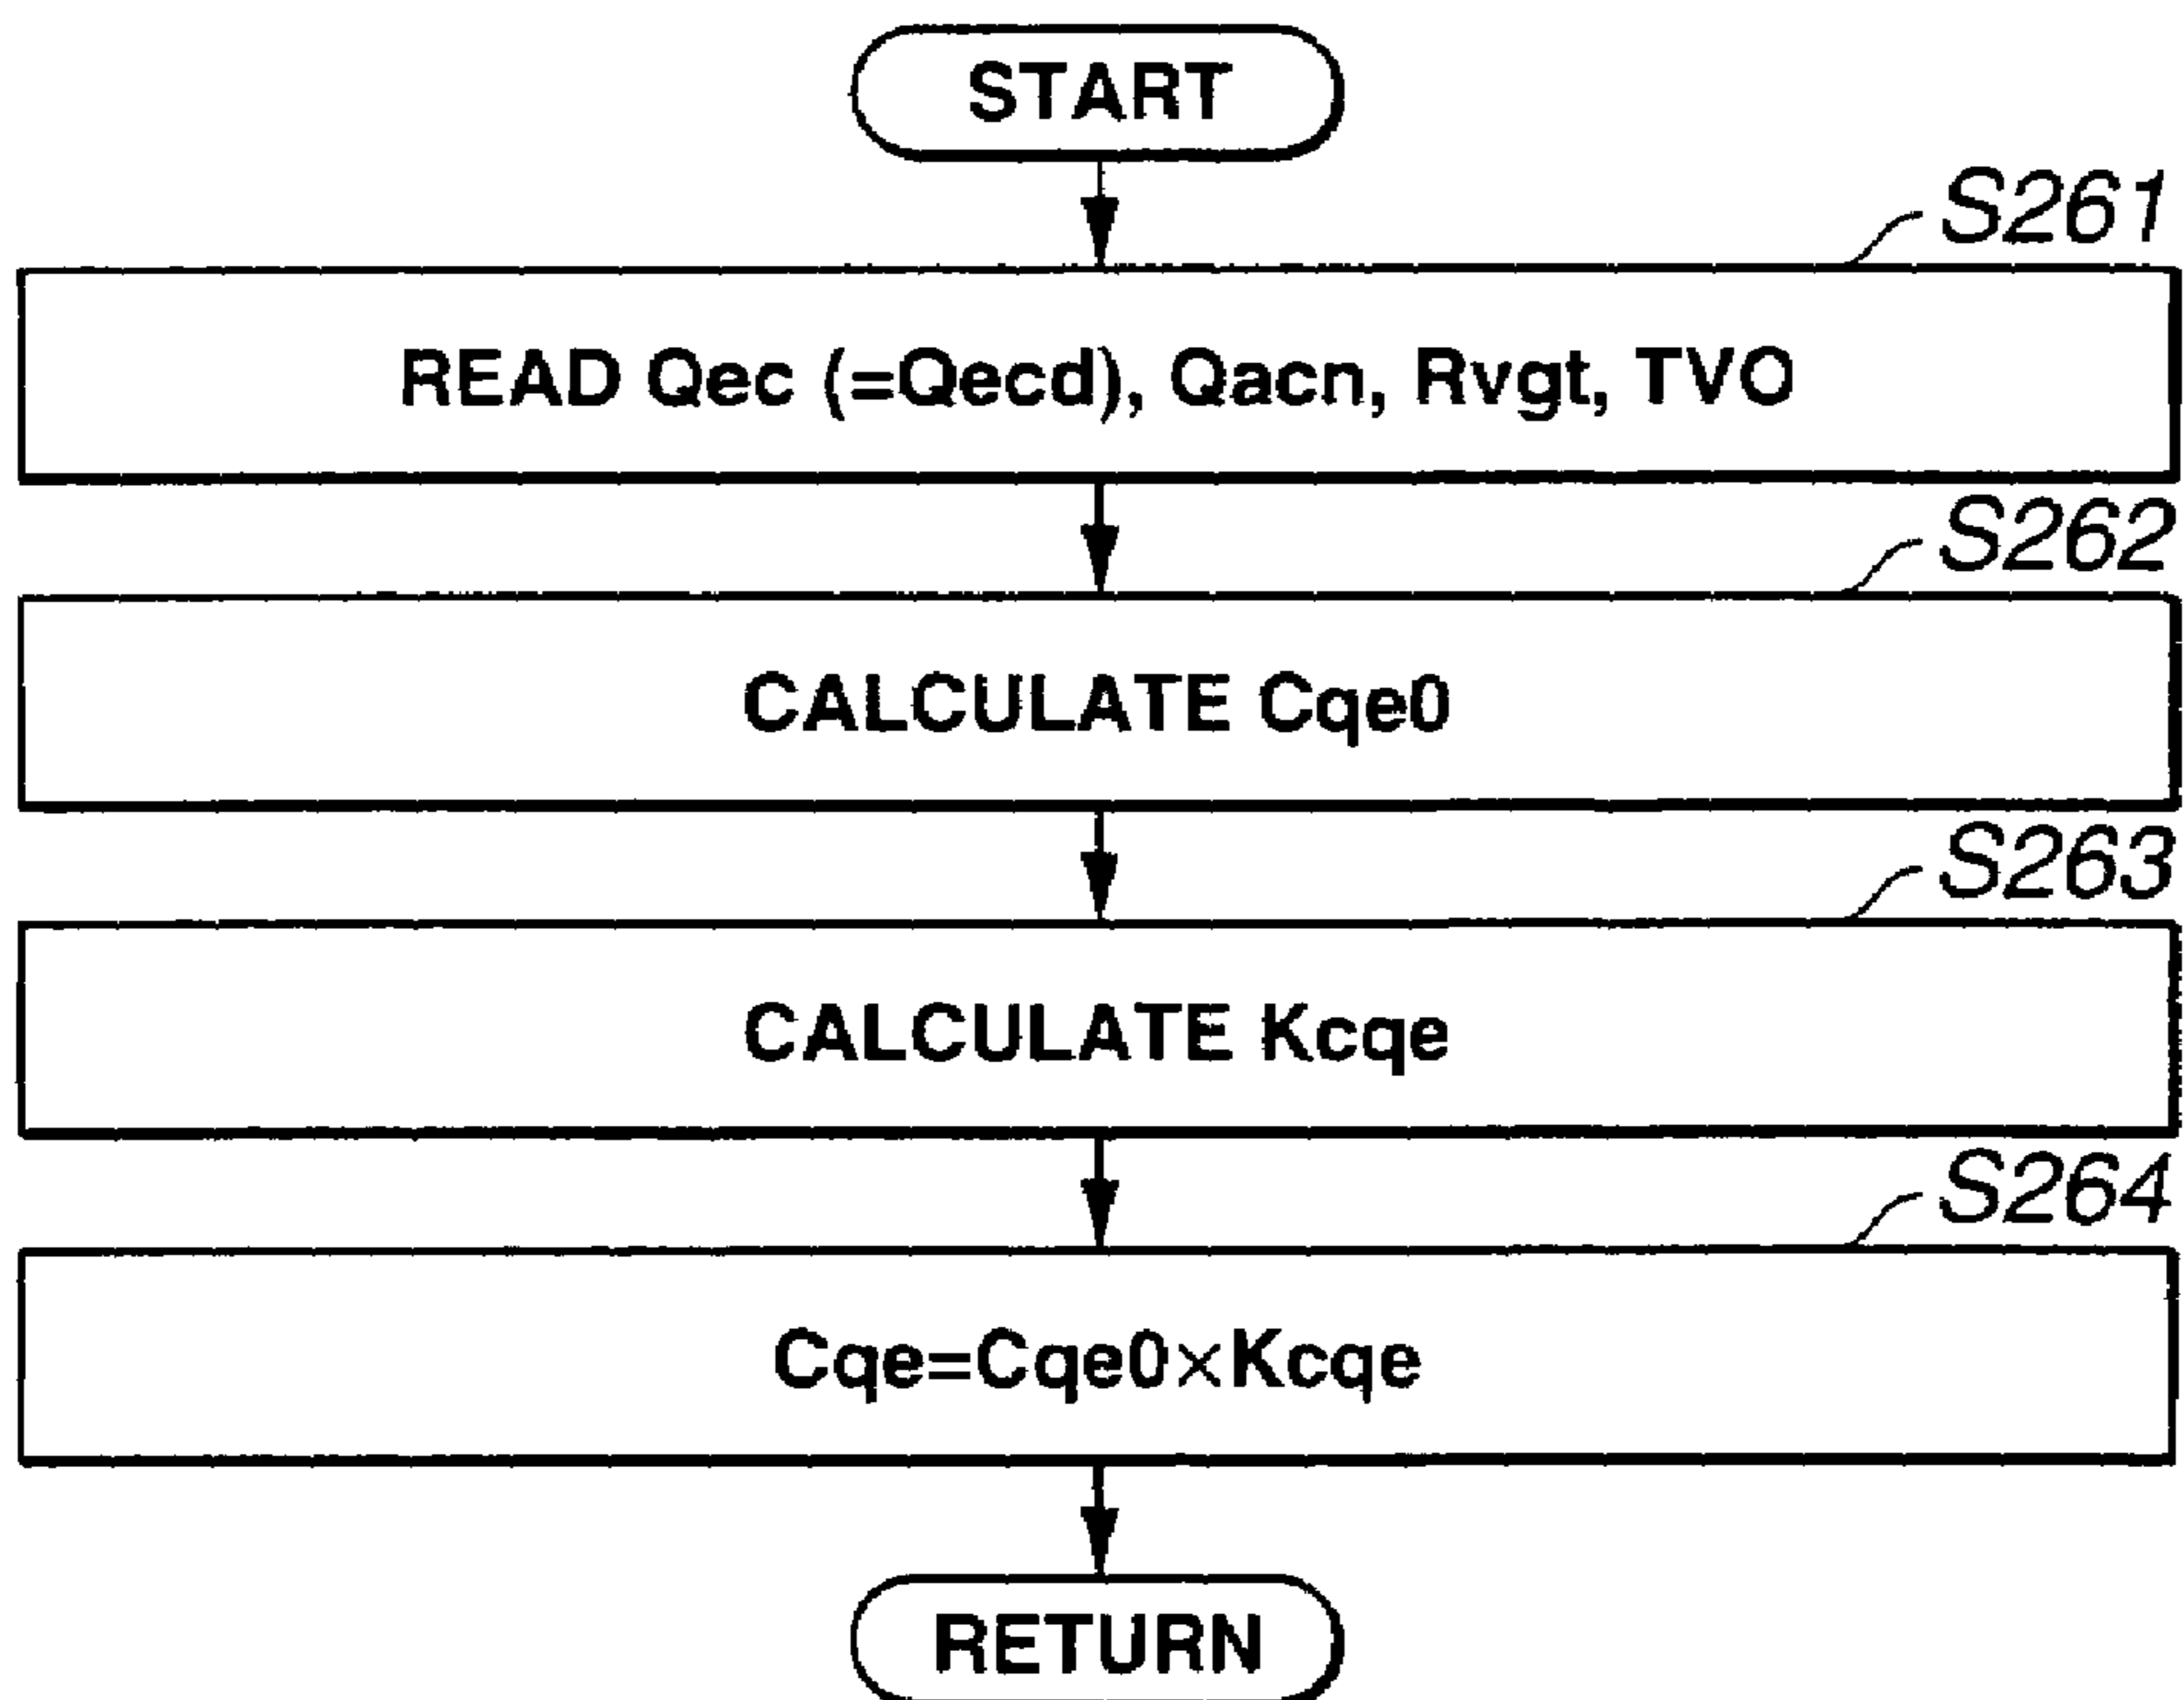 START
S261
READ Qec (=Qecd), Qacn, Rvgt, TVO
S262
CALCULATE Cqe0
S263
CALCULATE Kcqe
S264
Cqe=Cqe0×Kcqe
RETURN